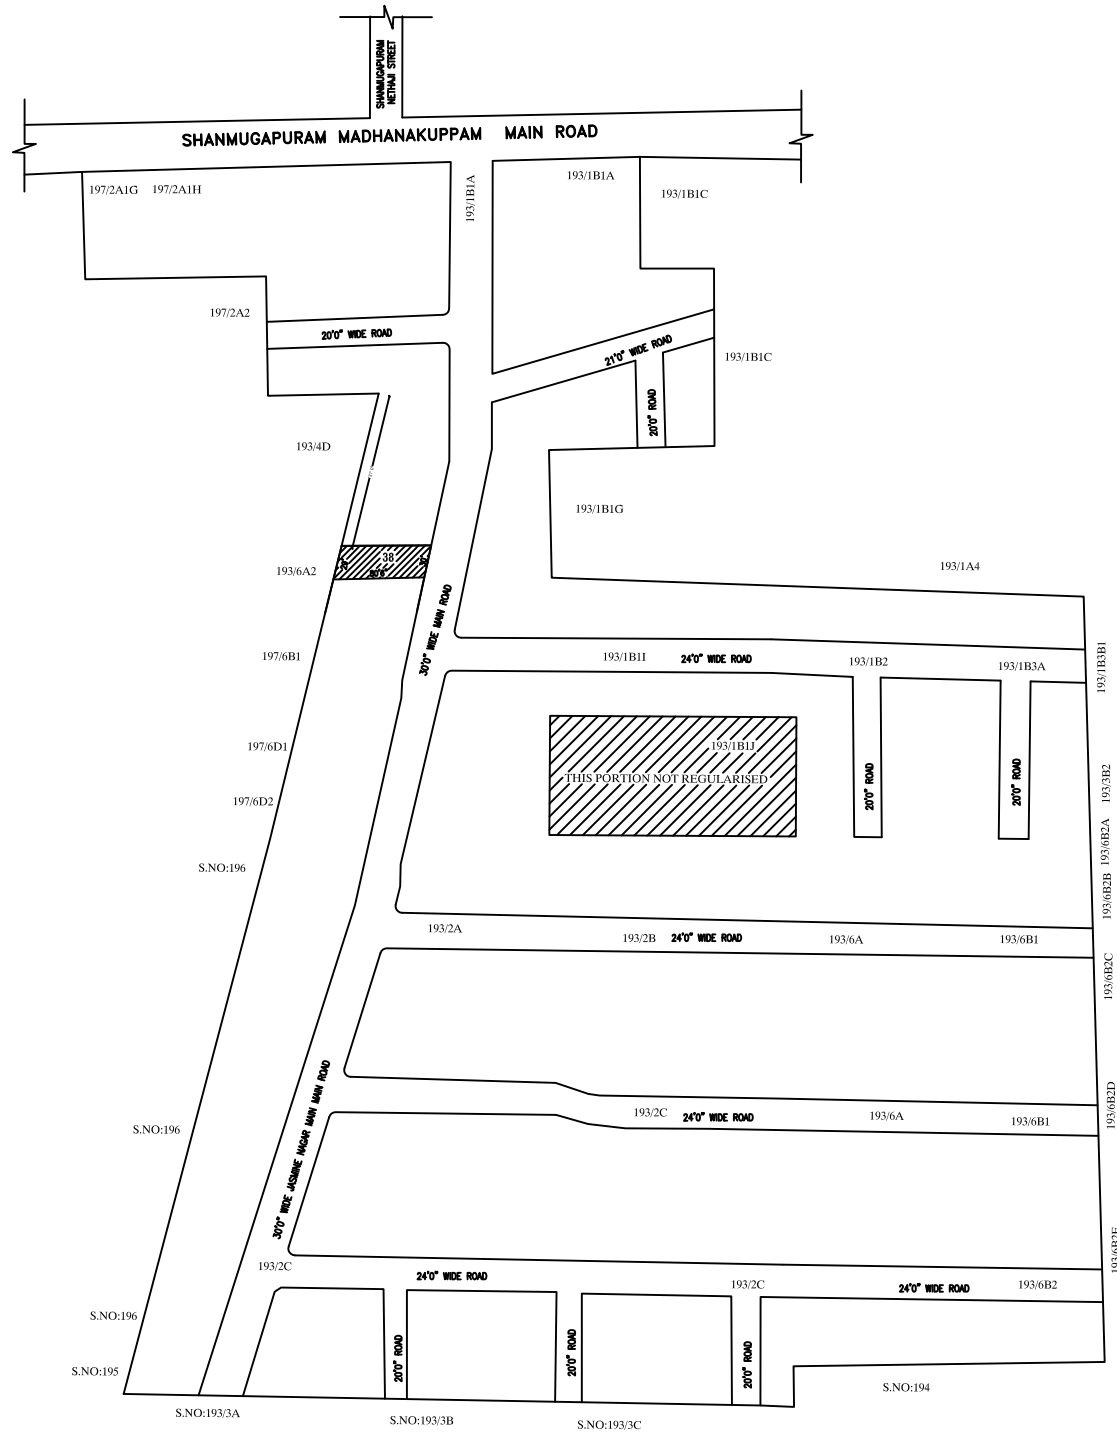 SHANMUGAPURAM
NETHAJI STREET
SHANMUGAPURAM MADHANAKUPPAM MAIN ROAD
197/2A1G 197/2A1H
193/1B1A
193/1B1A
193/1B1C
197/2A2
20'0" WIDE ROAD
21'0" WIDE ROAD
193/1B1C
20'0" ROAD
193/4D
193/1B1G
38
30'
50'6"
193/6A2
193/1A4
30'0" WIDE MAIN ROAD
197/6B1
193/1B1I
24'0" WIDE ROAD
193/1B2
193/1B3A
193/1B3B1
197/6D1
193/1B1J
THIS PORTION NOT REGULARISED
20'0" ROAD
20'0" ROAD
193/3B2
197/6D2
193/6B2A
S.NO:196
193/6B2B
193/2A
193/2B
24'0" WIDE ROAD
193/6A
193/6B1
193/6B2C
30'0" WIDE JASMINE NAGAR MAIN MAIN ROAD
S.NO:196
193/2C
24'0" WIDE ROAD
193/6A
193/6B1
193/6B2D
193/6B2E
193/2C
24'0" WIDE ROAD
193/2C
24'0" WIDE ROAD
193/6B2
S.NO:196
20'0" ROAD
20'0" ROAD
20'0" ROAD
S.NO:195
S.NO:194
S.NO:193/3A
S.NO:193/3B
S.NO:193/3C